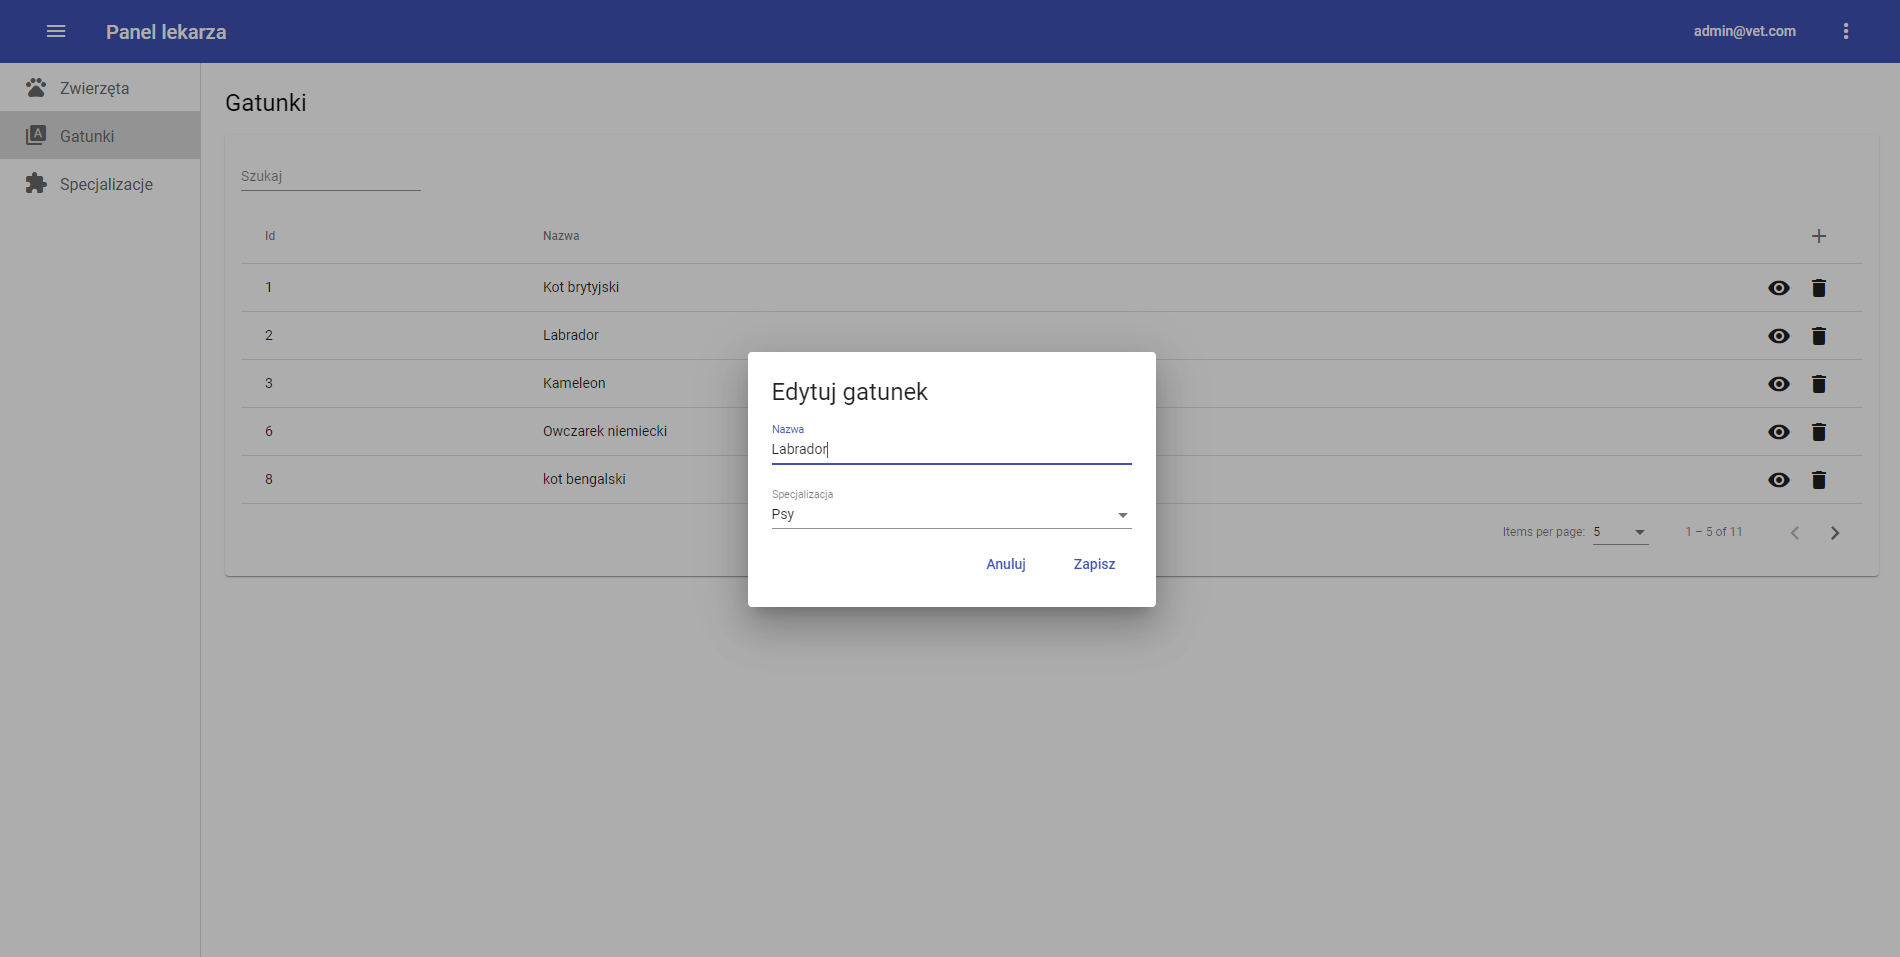 Panel lekarza
admin@vet.com
Zwierzęta
Gatunki
Specjalizacje
Gatunki
Szukaj
Id Nazwa
1 Kot brytyjski
2 Labrador
3 Kameleon
6 Owczarek niemiecki
8 kot bengalski
Items per page: 5 1 – 5 of 11
Edytuj gatunek
Nazwa
Labrador
Specjalizacja
Psy
Anuluj Zapisz